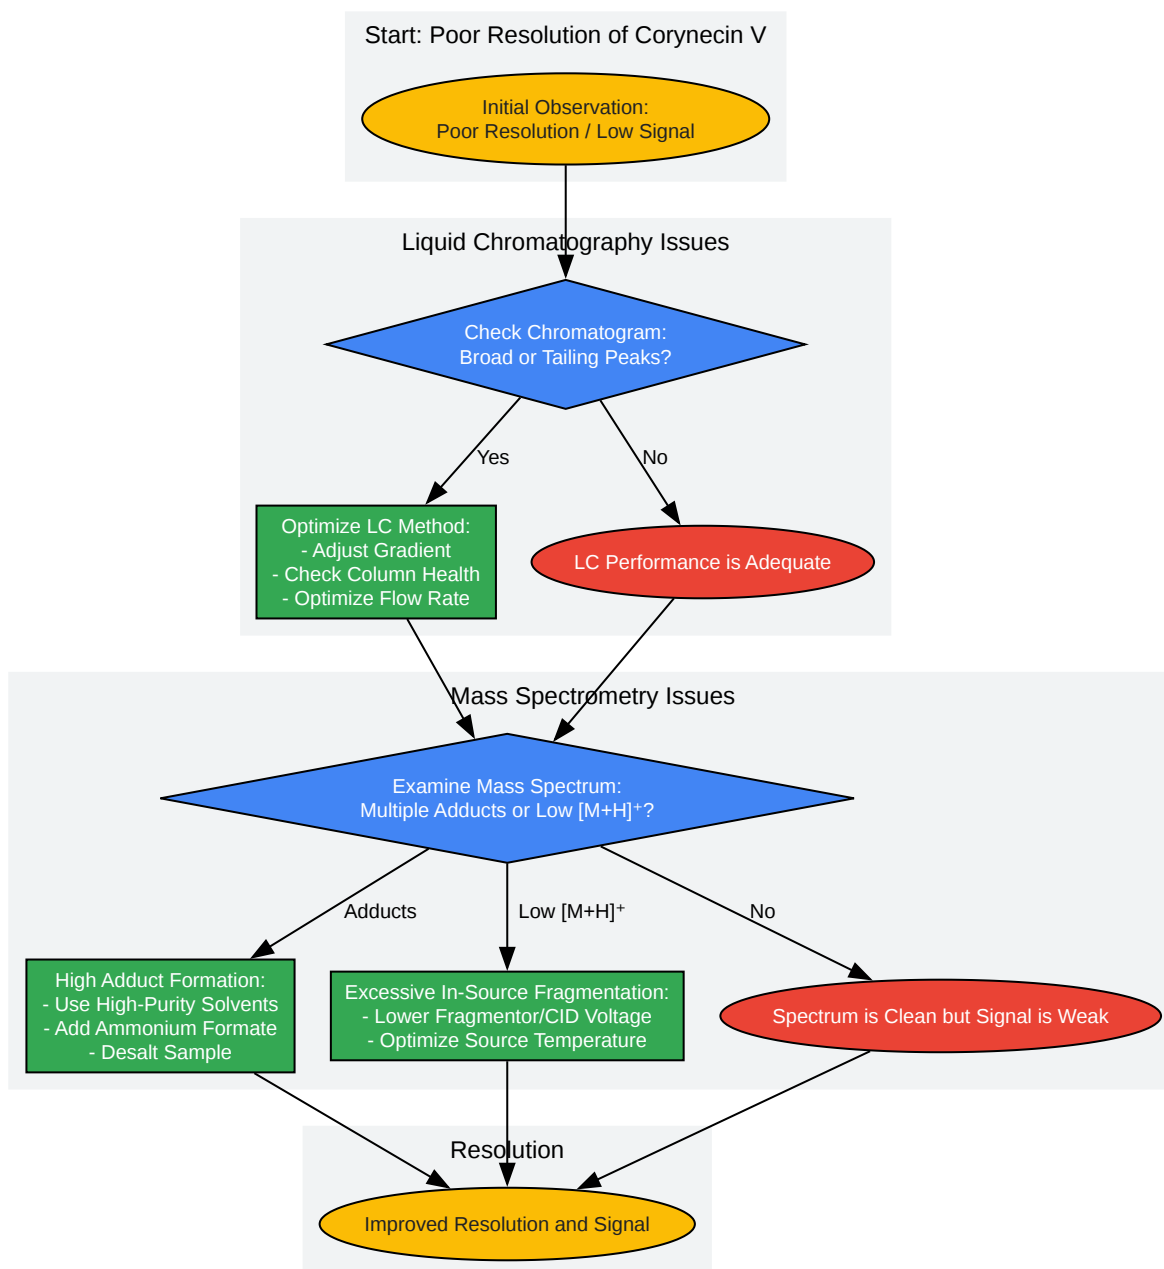 Start: Poor Resolution of Corynecin V
Initial Observation:
Poor Resolution / Low Signal
Liquid Chromatography Issues
Check Chromatogram:
Broad or Tailing Peaks?
Yes
No
Optimize LC Method:
- Adjust Gradient
- Check Column Health
- Optimize Flow Rate
LC Performance is Adequate
Mass Spectrometry Issues
Examine Mass Spectrum:
Multiple Adducts or Low [M+H]⁺?
Adducts
Low [M+H]⁺
No
High Adduct Formation:
- Use High-Purity Solvents
- Add Ammonium Formate
- Desalt Sample
Excessive In-Source Fragmentation:
- Lower Fragmentor/CID Voltage
- Optimize Source Temperature
Spectrum is Clean but Signal is Weak
Resolution
Improved Resolution and Signal